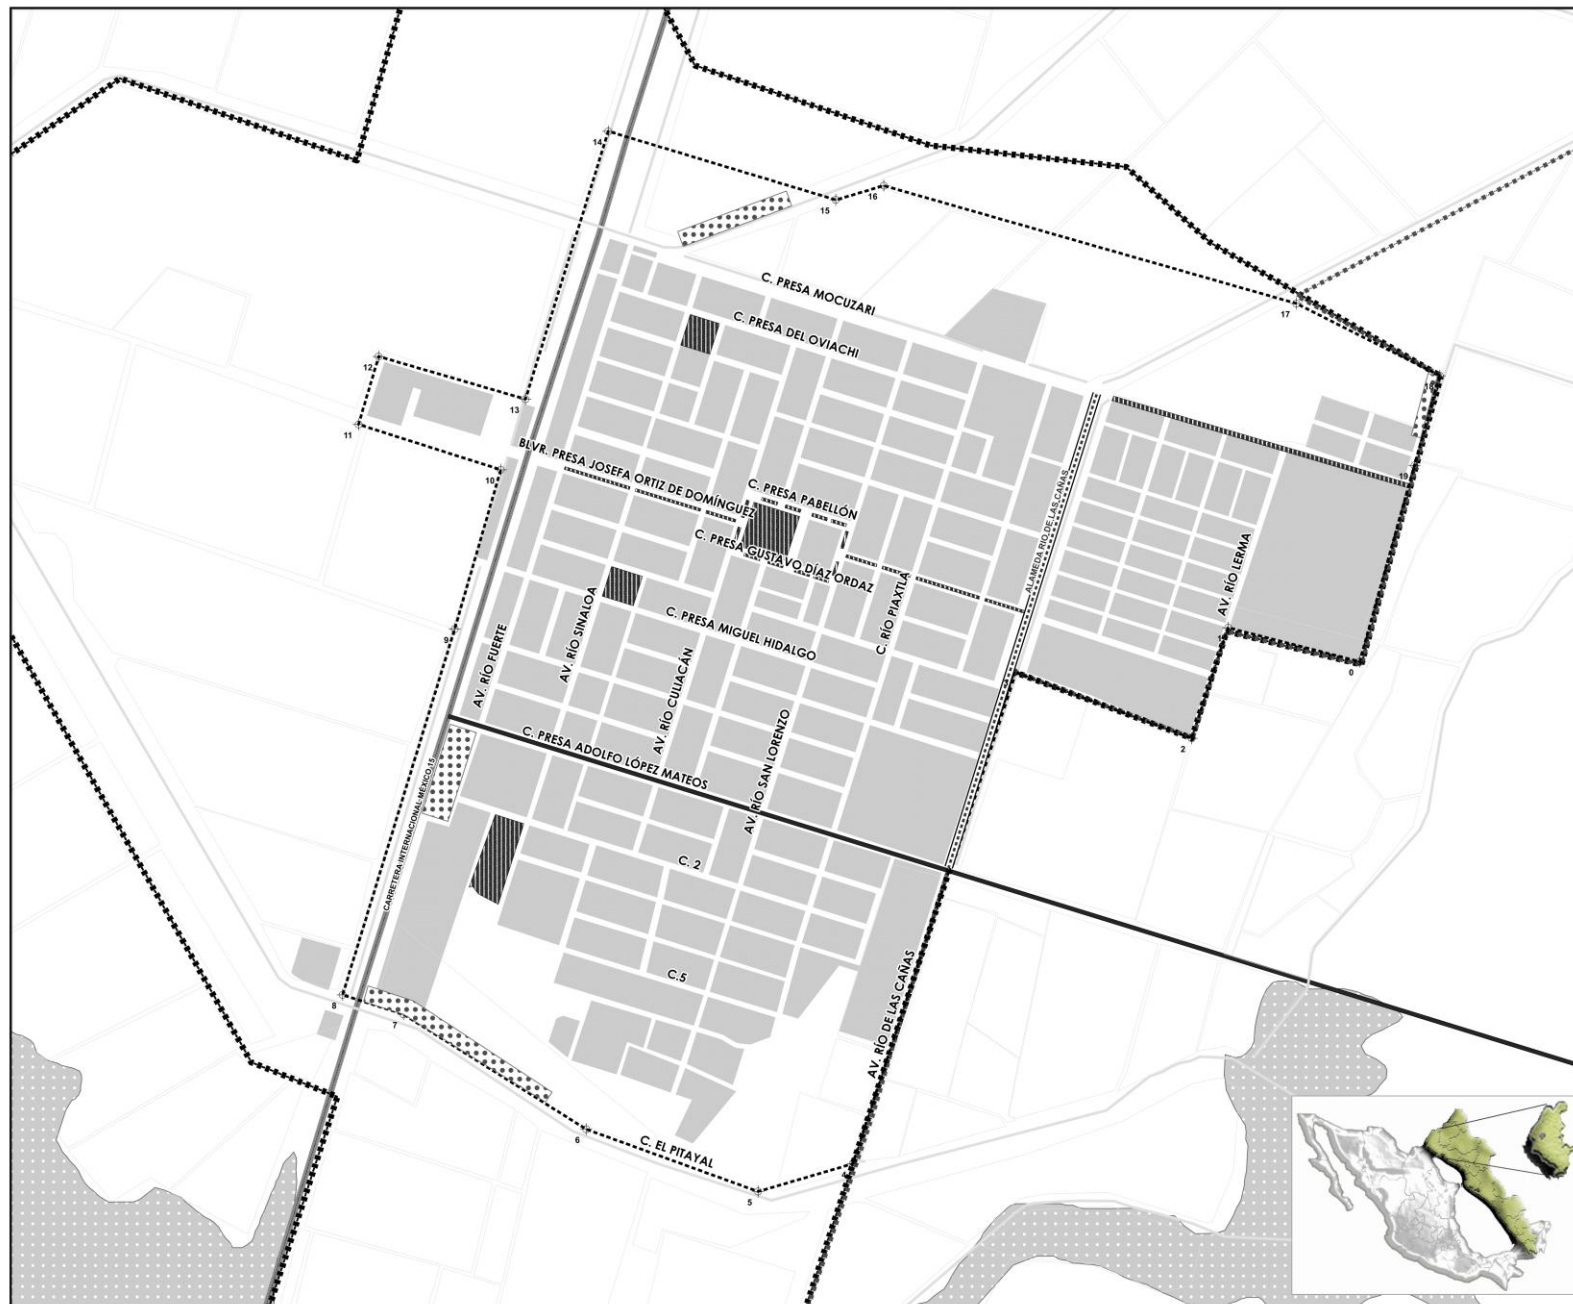 14
15
16
17
C. PRESA MOCUZARI
C. PRESA DEL OVIACHI
12
13
11
10
BLVR. PRESA JOSEFA ORTIZ DE DOMÍNGUEZ
C. PRESA PABELLÓN
C. PRESA GUSTAVO DÍAZ ORDAZ
ALAMEDA RIO DE LAS CAÑAS
19
AV. RÍO LERMA
C. RÍO PIAXTLA
C. PRESA MIGUEL HIDALGO
AV. RÍO SINALOA
AV. RÍO FUERTE
AV. RÍO CULIACÁN
AV. RÍO SAN LORENZO
9
0
2
C. PRESA ADOLFO LÓPEZ MATEOS
CARRETERA INTERNACIONAL MÉXICO 15
C. 2
C.5
AV. RÍO DE LAS CAÑAS
8
7
6
C. EL PITAYAL
5
4